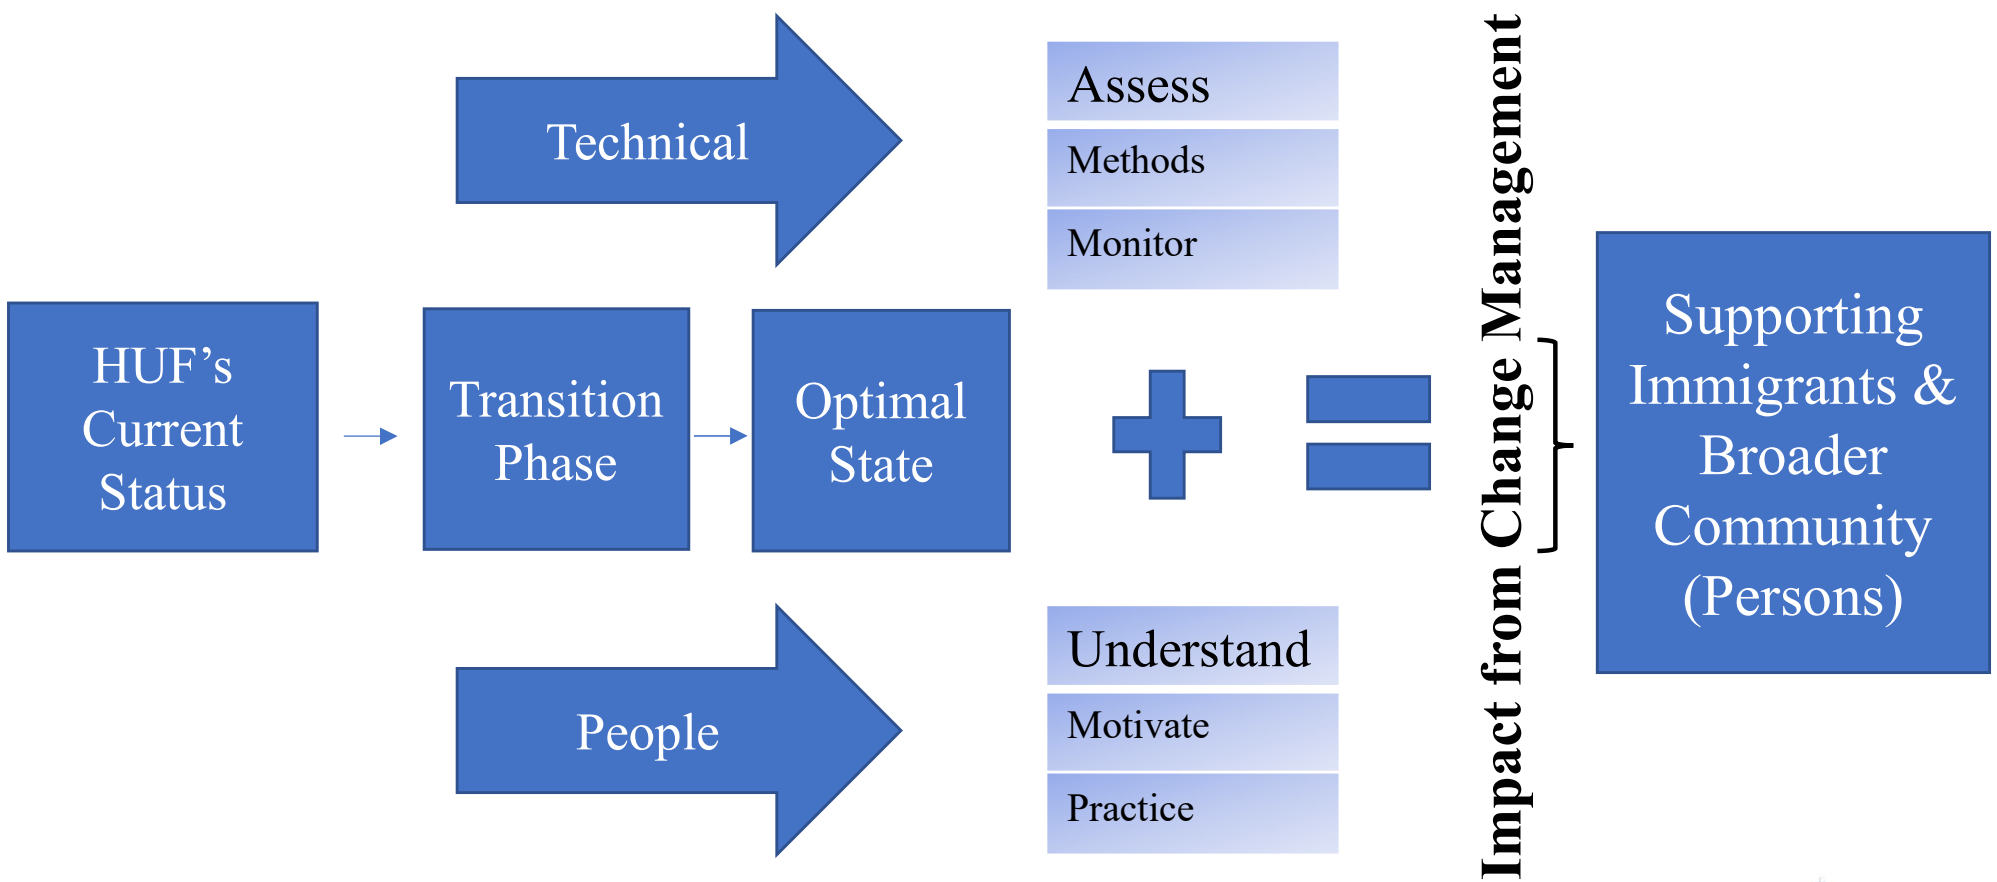 Technical
Assess
Methods
Monitor
HUF’s
Current
Status
Transition
Phase
Optimal
State
People
Understand
Motivate
Practice
Impact from Change Management
Supporting
Immigrants &
Broader
Community
(Persons)